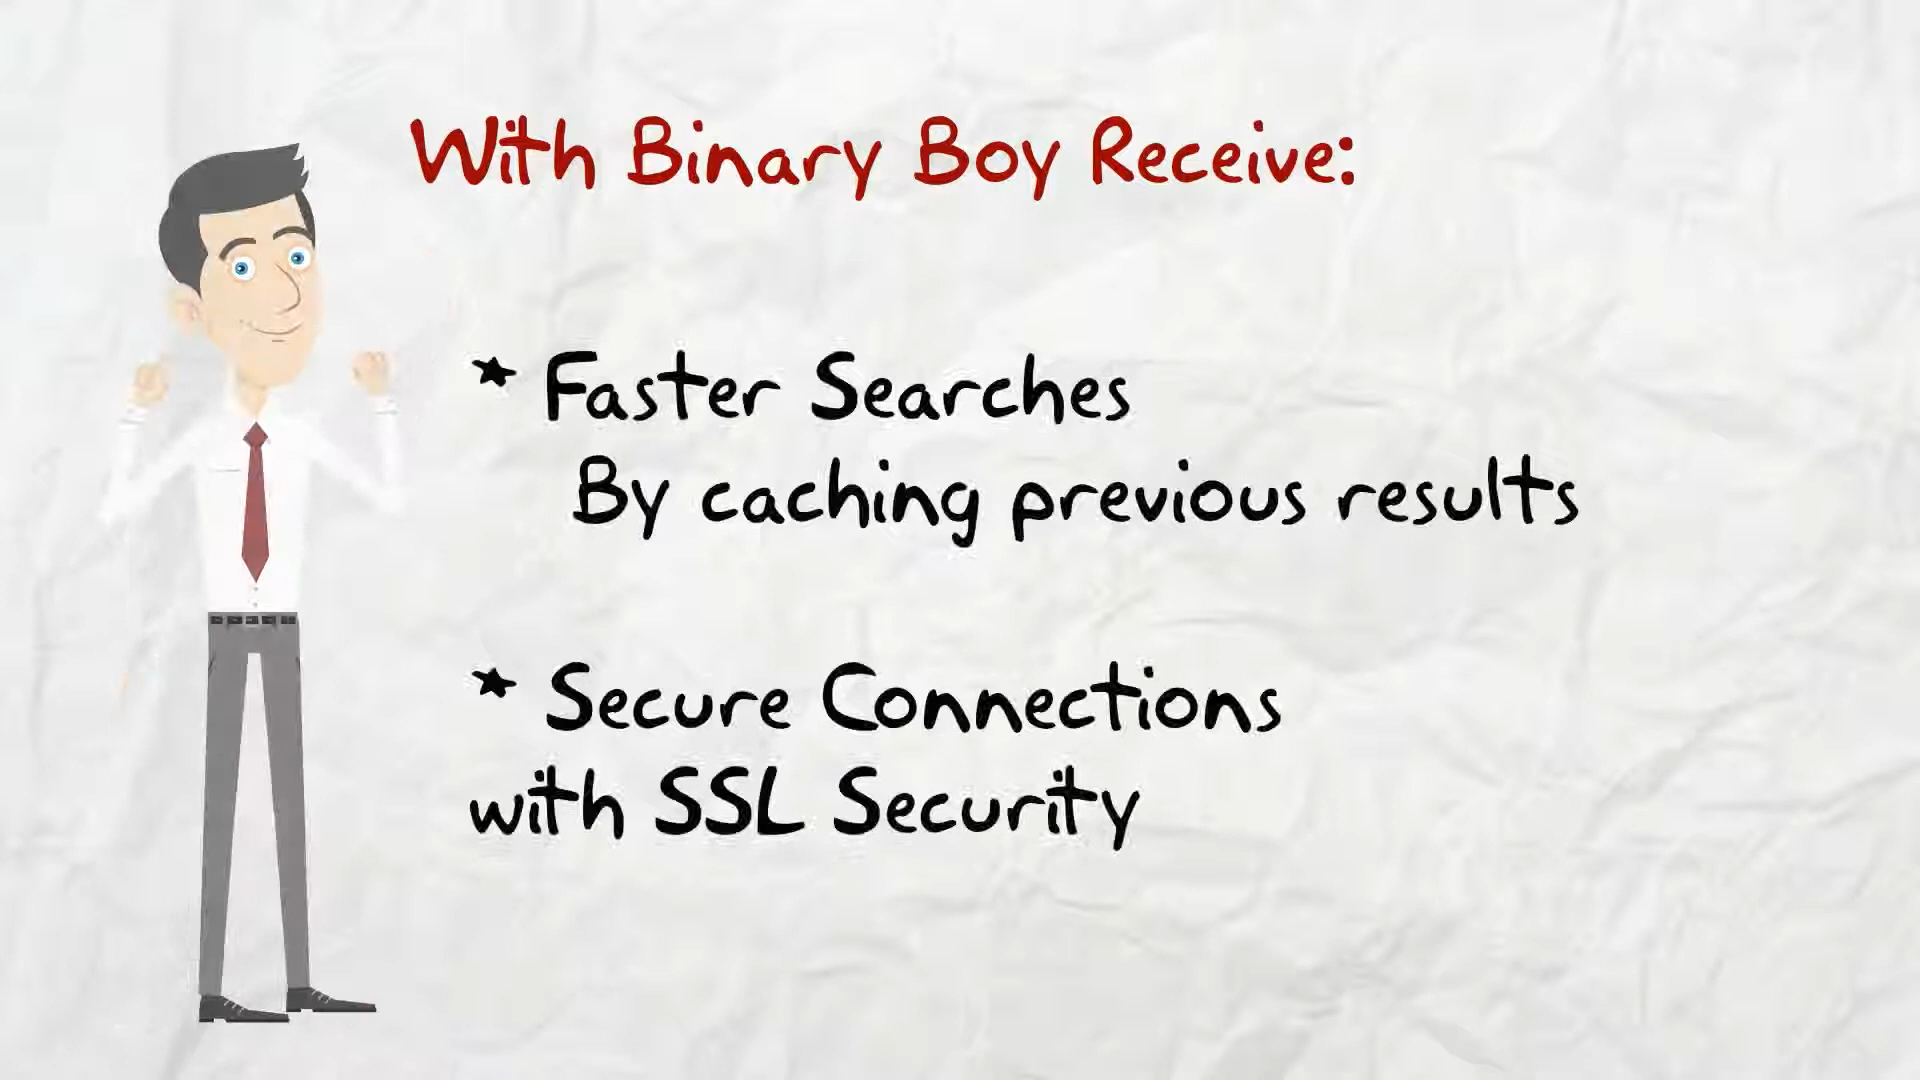 With Binary Boy Receive:
* Faster Searches
By caching previous results
* Secure Connections
with SSL Security